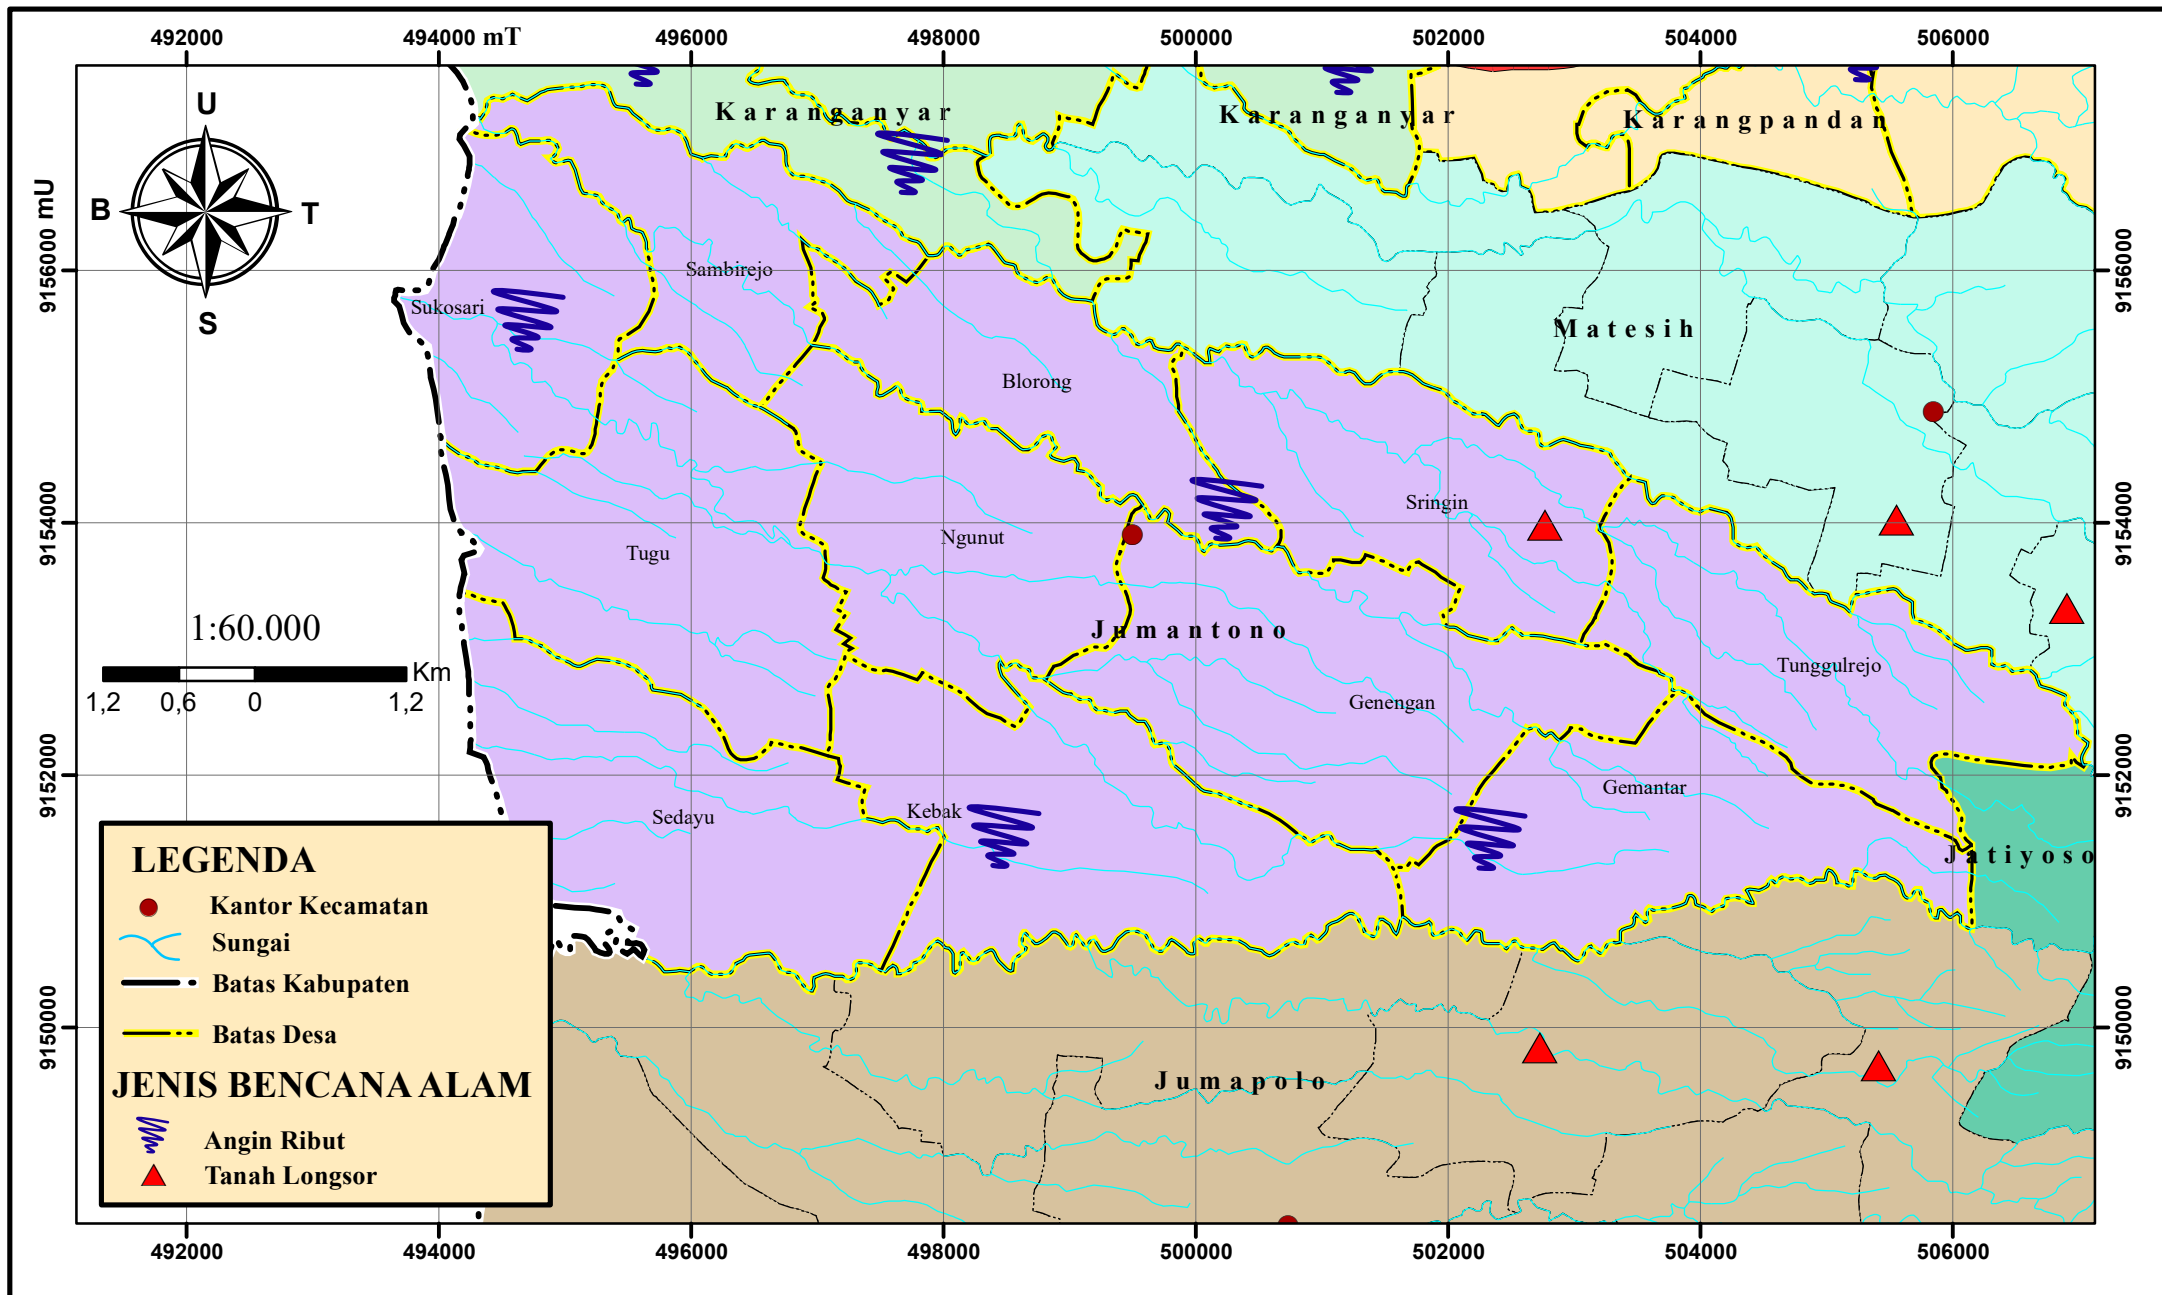 492000 494000 mT 496000 498000 500000 502000 504000 506000
U
B T
S
9156000 mU
9154000
9152000
9150000
9156000
9154000
9152000
9150000
Karanganyar
Karanganyar
Karangpandan
Sambirejo
Sukosari
Matesih
Blorong
Sringin
Ngunut
Tugu
1:60.000
Jumantono
Km
1,2 0,6 0 1,2
Tunggulrejo
Genengan
Gemantar
Kebak
Sedayu
Jatiyoso
Jumapolo
LEGENDA
Kantor Kecamatan
Sungai
Batas Kabupaten
Batas Desa
JENIS BENCANA ALAM
Angin Ribut
Tanah Longsor
492000 494000 496000 498000 500000 502000 504000 506000